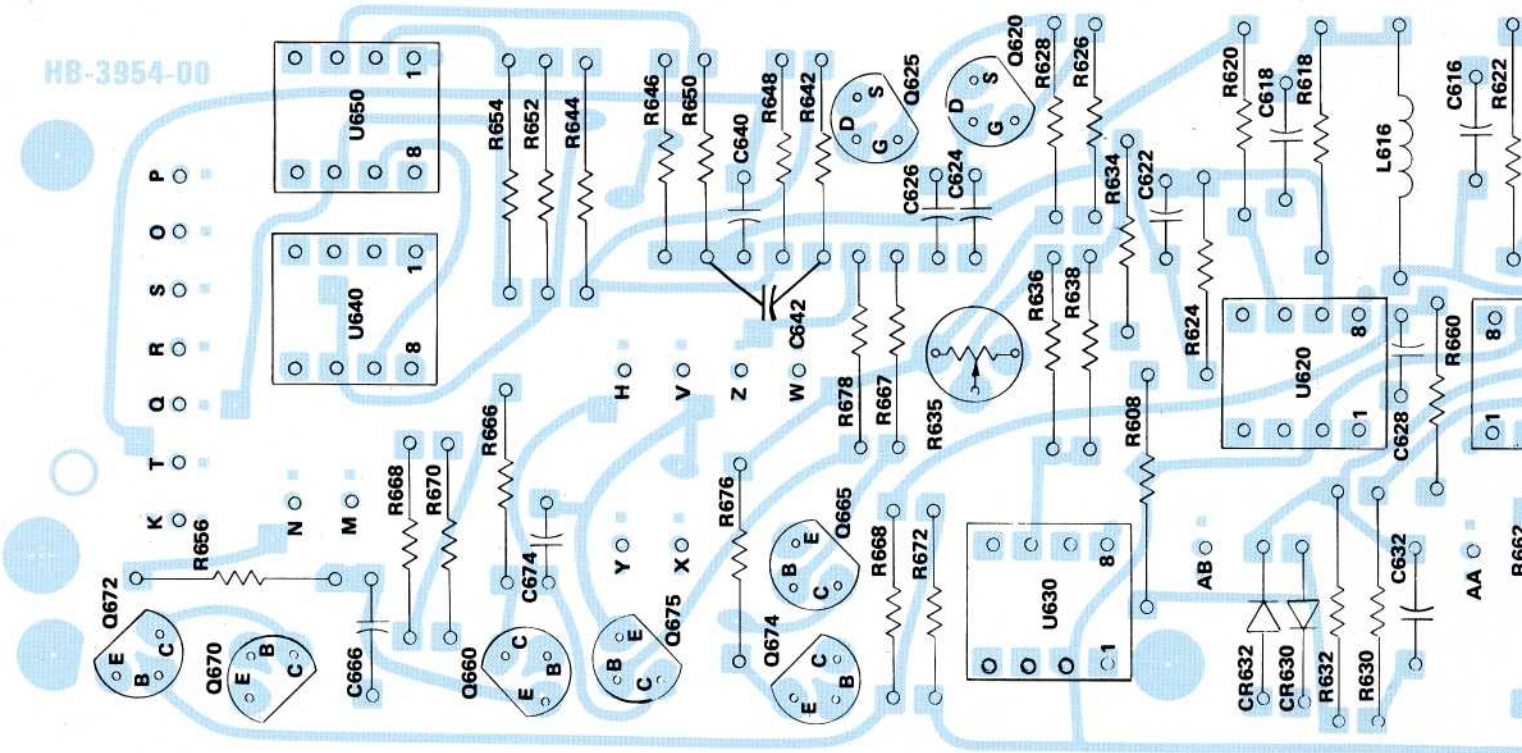 HB-3954-00
U650
1
8
R654
R652
R644
R646
R650
C640
R648
R642
D
S
G
Q625
D
S
G
Q620
R628
R626
R634
C622
R620
C618
R618
L616
C616
R622
P
O
S
R
Q
T
K
U640
1
8
C626
C624
C642
H
V
Z
W
R678
R667
R635
R636
R638
R624
R608
U620
8
1
C628
R660
8
1
R656
N
M
R668
R670
R666
C674
Y
X
R676
Q665
B
E
C
R668
R672
U630
8
1
AB
CR632
CR630
R632
R630
C632
AA
R662
Q672
E
B
C
Q670
E
B
C
C666
Q660
C
E
B
Q675
B
E
C
Q674
E
B
C